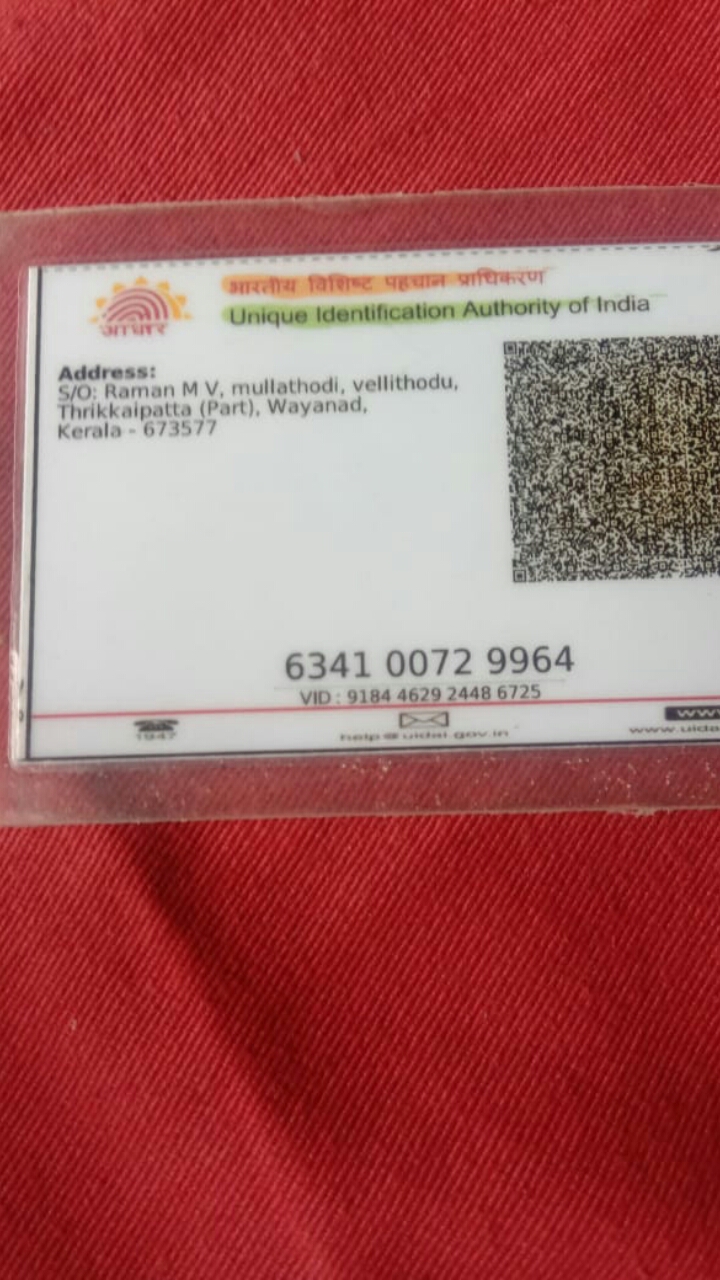 भारतीय विशिष्ट पहचान प्राधिकरण
Unique Identification Authority of India
आधार
Address:
S/O: Raman M V, mullathodi, vellithodu,
Thrikkaipatta (Part), Wayanad,
Kerala - 673577
6341 0072 9964
VID : 9184 4629 2448 6725
1947
help@uidai.gov.in
www
www.uida